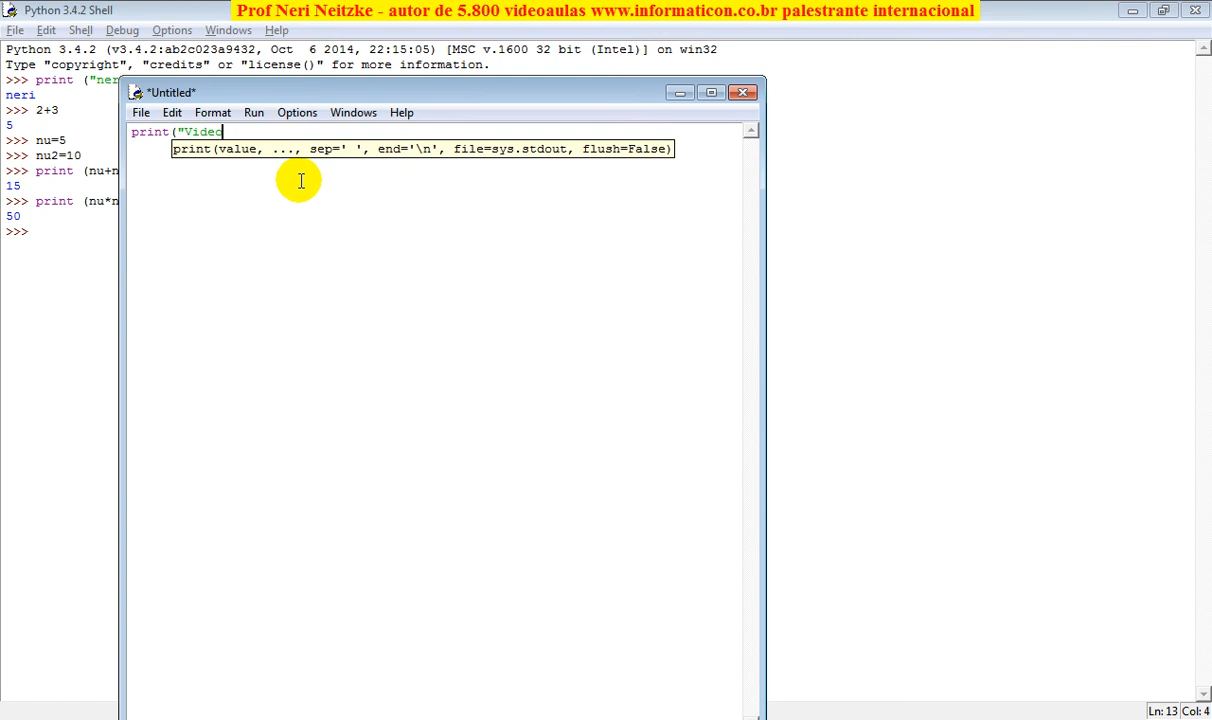 Prof Neri Neitzke - autor de 5.800 videoaulas www.informaticon.co.br palestrante internacional
Python 3.4.2 Shell
File Edit Shell Debug Options Windows Help
Python 3.4.2 (v3.4.2:ab2c023a9432, Oct  6 2014, 22:15:05) [MSC v.1600 32 bit (Intel)] on win32
Type "copyright", "credits" or "license()" for more information.
>>> print ("ner
neri
>>> 2+3
5
>>> nu=5
>>> nu2=10
>>> print (nu+n
15
>>> print (nu*n
50
>>>
*Untitled*
File Edit Format Run Options Windows Help
print("Video
print(value, ..., sep=' ', end='\n', file=sys.stdout, flush=False)
Ln: 13 Col: 4